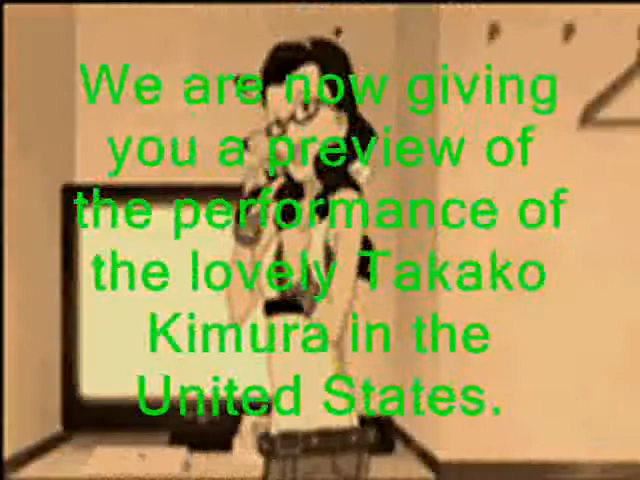 We are now giving
you a preview of
the performance of
the lovely Takako
Kimura in the
United States.